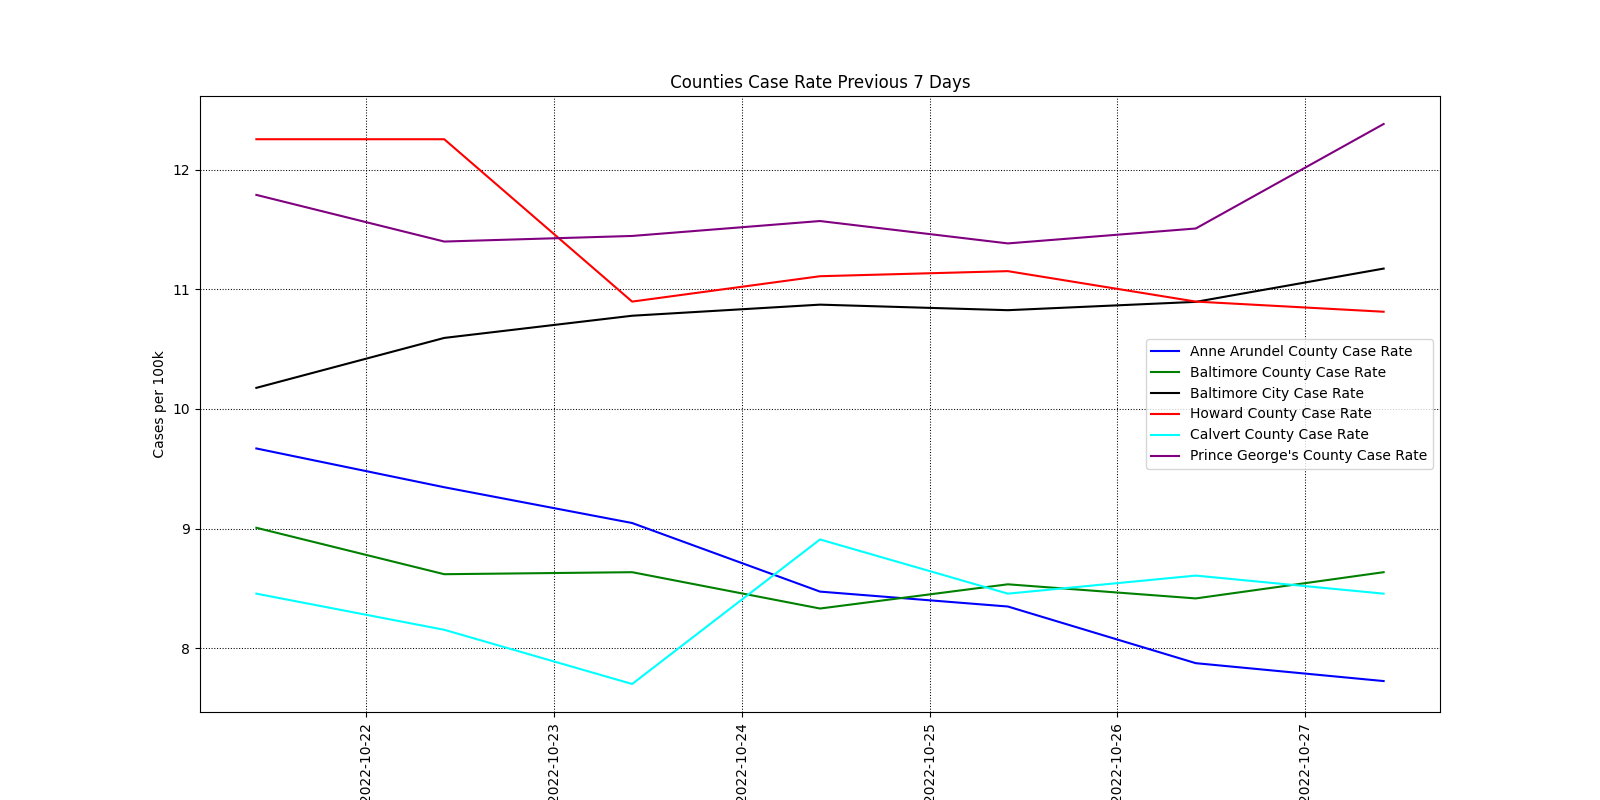 Counties Case Rate Previous 7 Days
Cases per 100k
12
11
10
9
8
Anne Arundel County Case Rate
Baltimore County Case Rate
Baltimore City Case Rate
Howard County Case Rate
Calvert County Case Rate
Prince George's County Case Rate
2022-10-22
2022-10-23
2022-10-24
2022-10-25
2022-10-26
2022-10-27